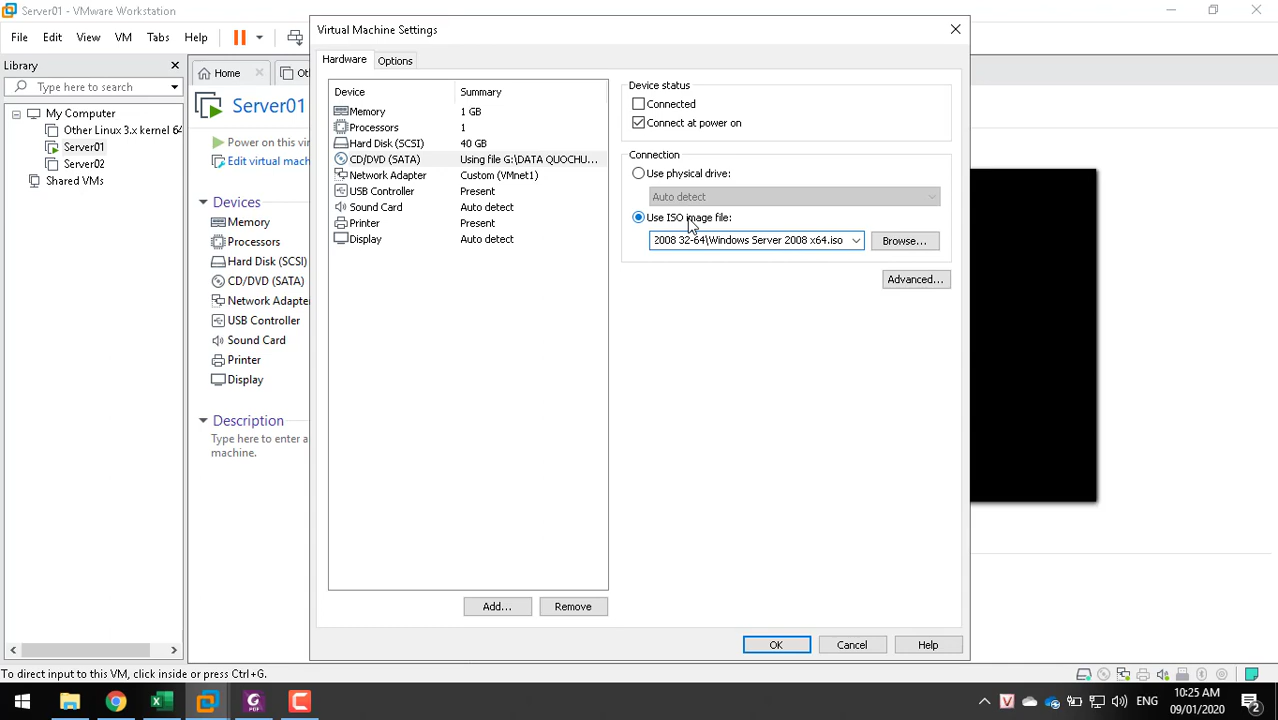 Server01 - VMware Workstation
File Edit View VM Tabs Help
Library
Type here to search
My Computer
Other Linux 3.x kernel 64
Server01
Server02
Shared VMs
Home
Server01
Power on this vir
Edit virtual mach
Devices
Memory
Processors
Hard Disk (SCSI)
CD/DVD (SATA)
Network Adapte
USB Controller
Sound Card
Printer
Display
Description
Type here to enter a
machine.
Virtual Machine Settings
Hardware Options
Device Summary
Memory 1 GB
Processors 1
Hard Disk (SCSI) 40 GB
CD/DVD (SATA) Using file G:\DATA QUOCHU...
Network Adapter Custom (VMnet1)
USB Controller Present
Sound Card Auto detect
Printer Present
Display Auto detect
Add... Remove
Device status
Connected
Connect at power on
Connection
Use physical drive:
Auto detect
Use ISO image file:
2008 32-64\Windows Server 2008 x64.iso Browse...
Advanced...
OK Cancel Help
To direct input to this VM, click inside or press Ctrl+G.
ENG
10:25 AM
09/01/2020
2